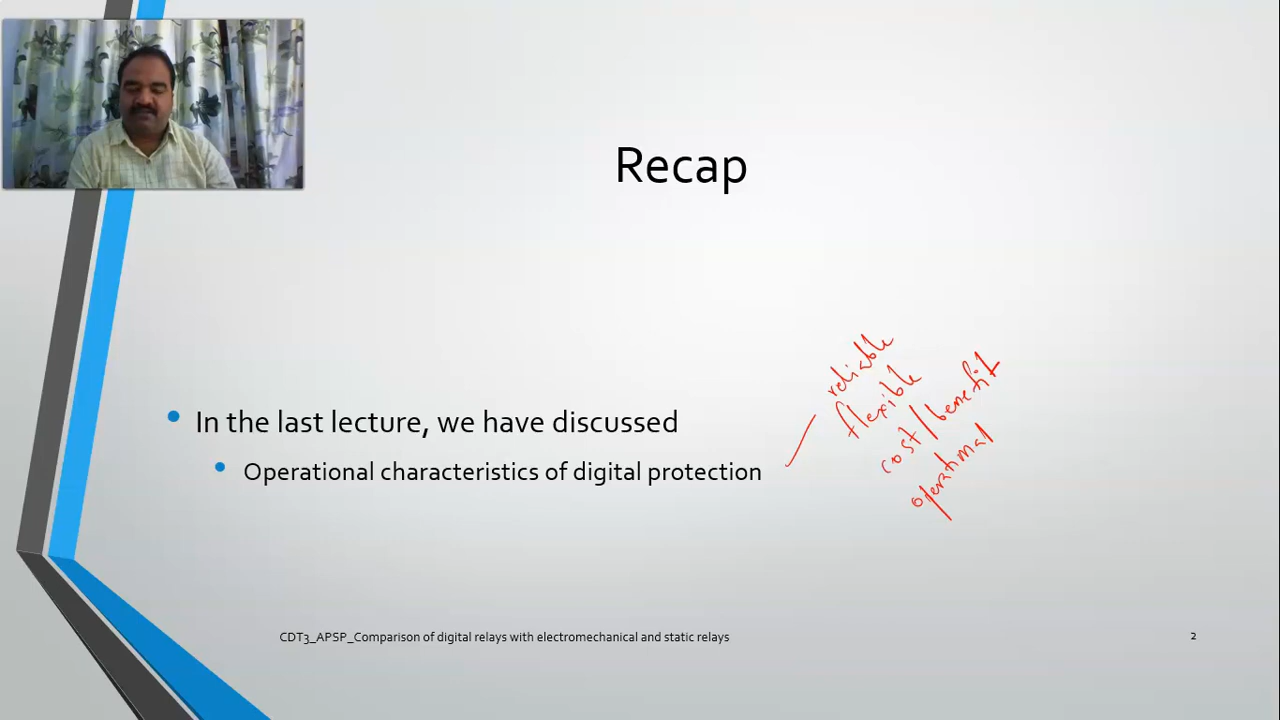 Recap
In the last lecture, we have discussed
Operational characteristics of digital protection
reliable
flexible
cost/benefit
operational
CDT3_APSP_Comparison of digital relays with electromechanical and static relays
2